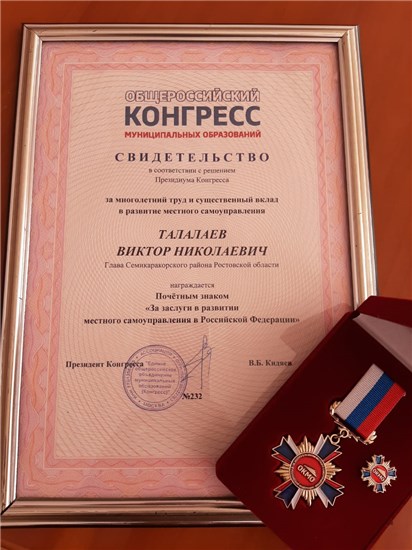 ОБЩЕРОССИЙСКИЙ
КОНГРЕСС
МУНИЦИПАЛЬНЫХ ОБРАЗОВАНИЙ
СВИДЕТЕЛЬСТВО
в соответствии с решением
Президиума Конгресса
за многолетний труд и существенный вклад
в развитие местного самоуправления
ТАЛАЛАЕВ
ВИКТОР НИКОЛАЕВИЧ
Глава Семикаракорского района Ростовской области
награждается
Почётным знаком
«За заслуги в развитии
местного самоуправления в Российской Федерации»
Президент Конгресса
В.Б. Кидяев
№232
ОКМО